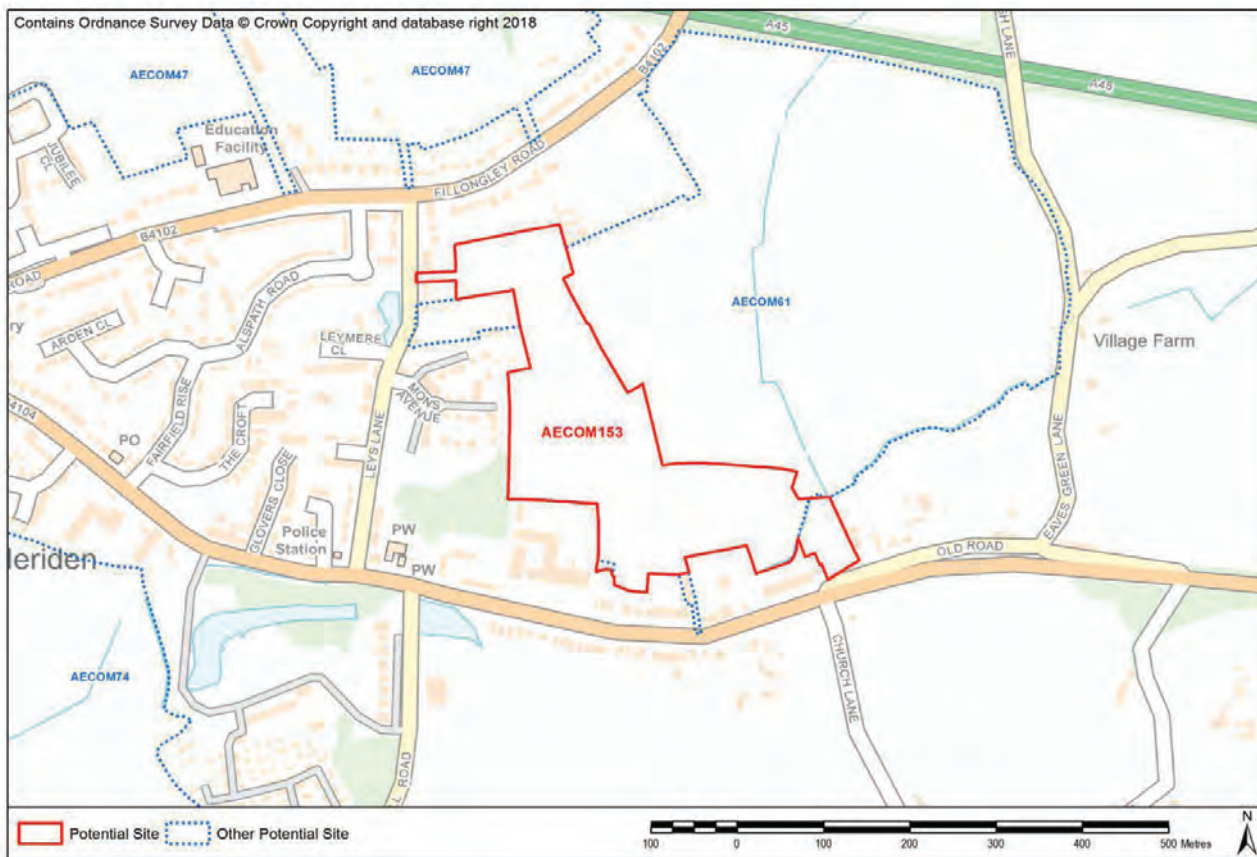 Contains Ordnance Survey Data © Crown Copyright and database right 2018
A45
AECOM47
AECOM47
B4102
A45
Education
Facility
JUBILEE
CL
FILLONGLEY ROAD
B4102
ROAD
ALSPATH ROAD
AECOM61
ARDEN CL
LEYMERE
CL
Village Farm
MONS
AVENUE
FAIRFIELD RISE
THE CROFT
LEYS LANE
AECOM153
PO
GLOVERS CLOSE
EAVES GREEN LANE
Police
Station
PW
PW
OLD ROAD
AECOM74
CHURCH LANE
Potential Site
Other Potential Site
100
0
100
200
300
400
500 Metres
N